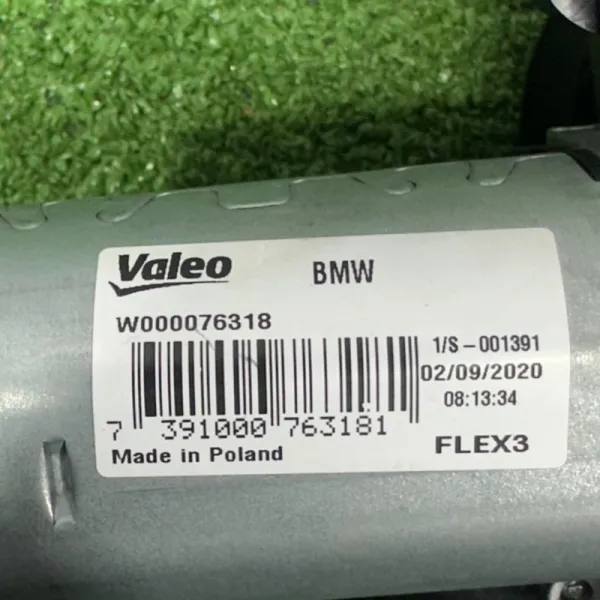 Valeo BMW
W000076318
1/S-001391
02/09/2020
08:13:34
7 391000 763181
Made in Poland
FLEX3